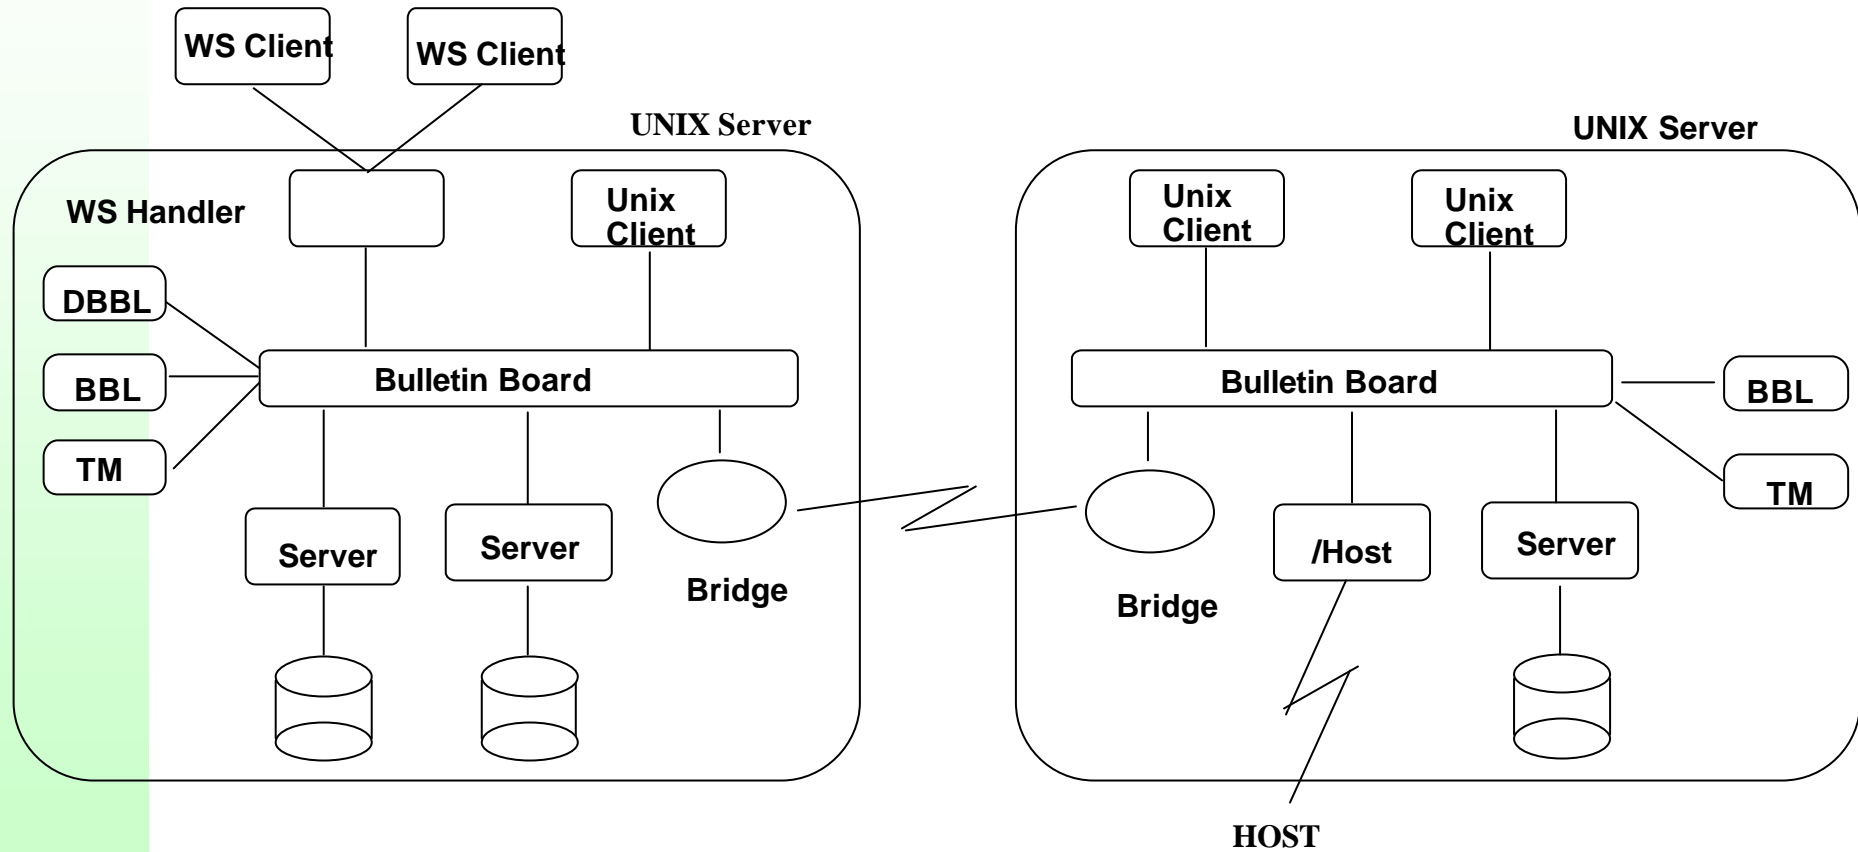 WS Client
WS Client
UNIX Server
UNIX Server
WS Handler
Unix
Client
Unix
Client
Unix
Client
DBBL
BBL
TM
Bulletin Board
Bulletin Board
BBL
TM
Server
Server
Bridge
Bridge
/Host
Server
HOST